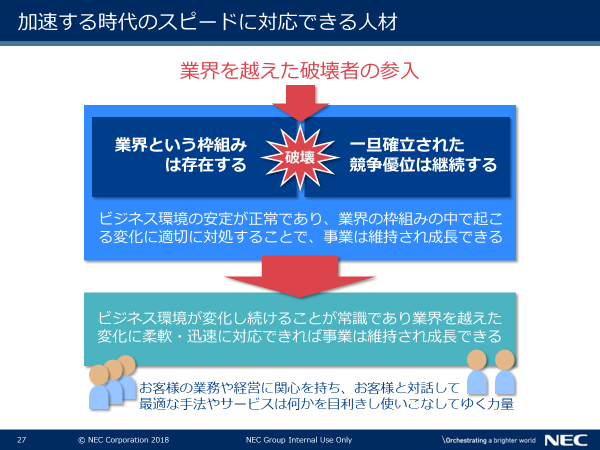 加速する時代のスピードに対応できる人材
業界を越えた破壊者の参入
業界という枠組み
は存在する
破壊
一旦確立された
競争優位は継続する
ビジネス環境の安定が正常であり、業界の枠組みの中で起こ
る変化に適切に対処することで、事業は維持され成長できる
ビジネス環境が変化し続けることが常識であり業界を越えた
変化に柔軟・迅速に対応できれば事業は維持され成長できる
お客様の業務や経営に関心を持ち、お客様と対話して
最適な手法やサービスは何かを目利きし使いこなしてゆく力量
27
© NEC Corporation 2018
NEC Group Internal Use Only
\Orchestrating a brighter world
NEC